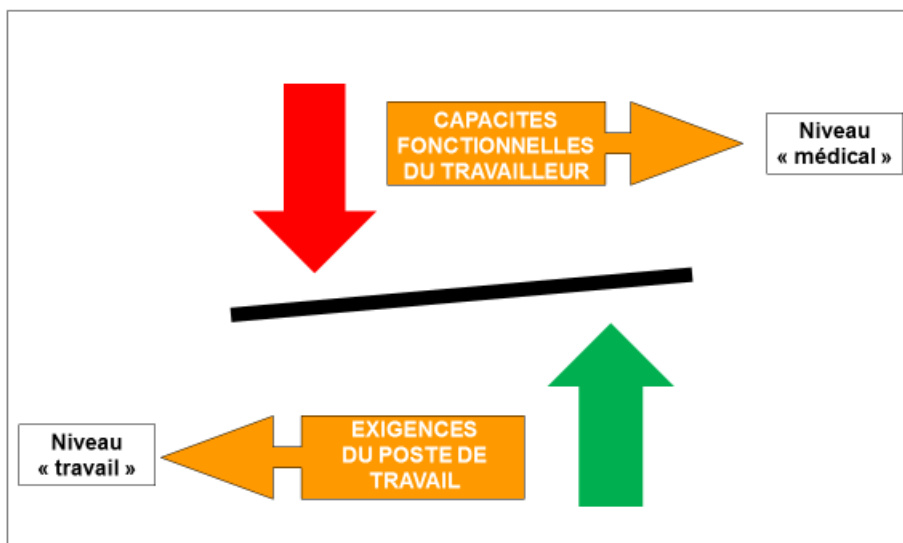 CAPACITES
FONCTIONNELLES
DU TRAVAILLEUR
Niveau
« médical »
EXIGENCES
DU POSTE DE
TRAVAIL
Niveau
« travail »